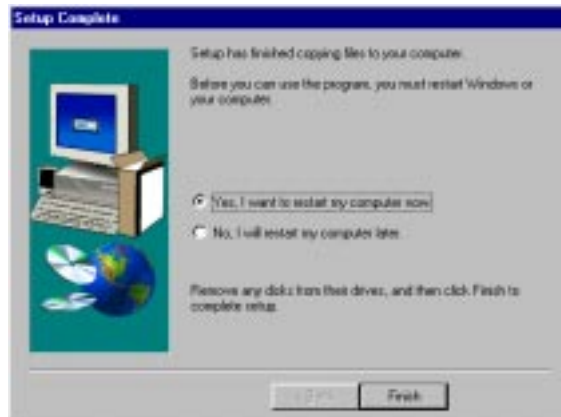 Setup Complete
Setup has finished copying files to your computer.
Before you can use the program, you must restart Windows or
your computer.
Yes, I want to restart my computer now.
No, I will restart my computer later.
Remove any disks from their drives, and then click Finish to
complete setup.
Finish